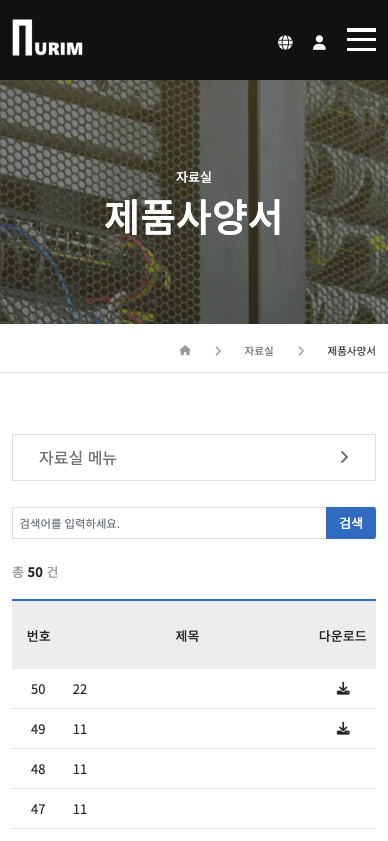 NURIM
자료실
제품사양서
자료실
제품사양서
자료실 메뉴
검색어를 입력하세요.
검색
총 50 건
번호 제목 다운로드
50 22
49 11
48 11
47 11